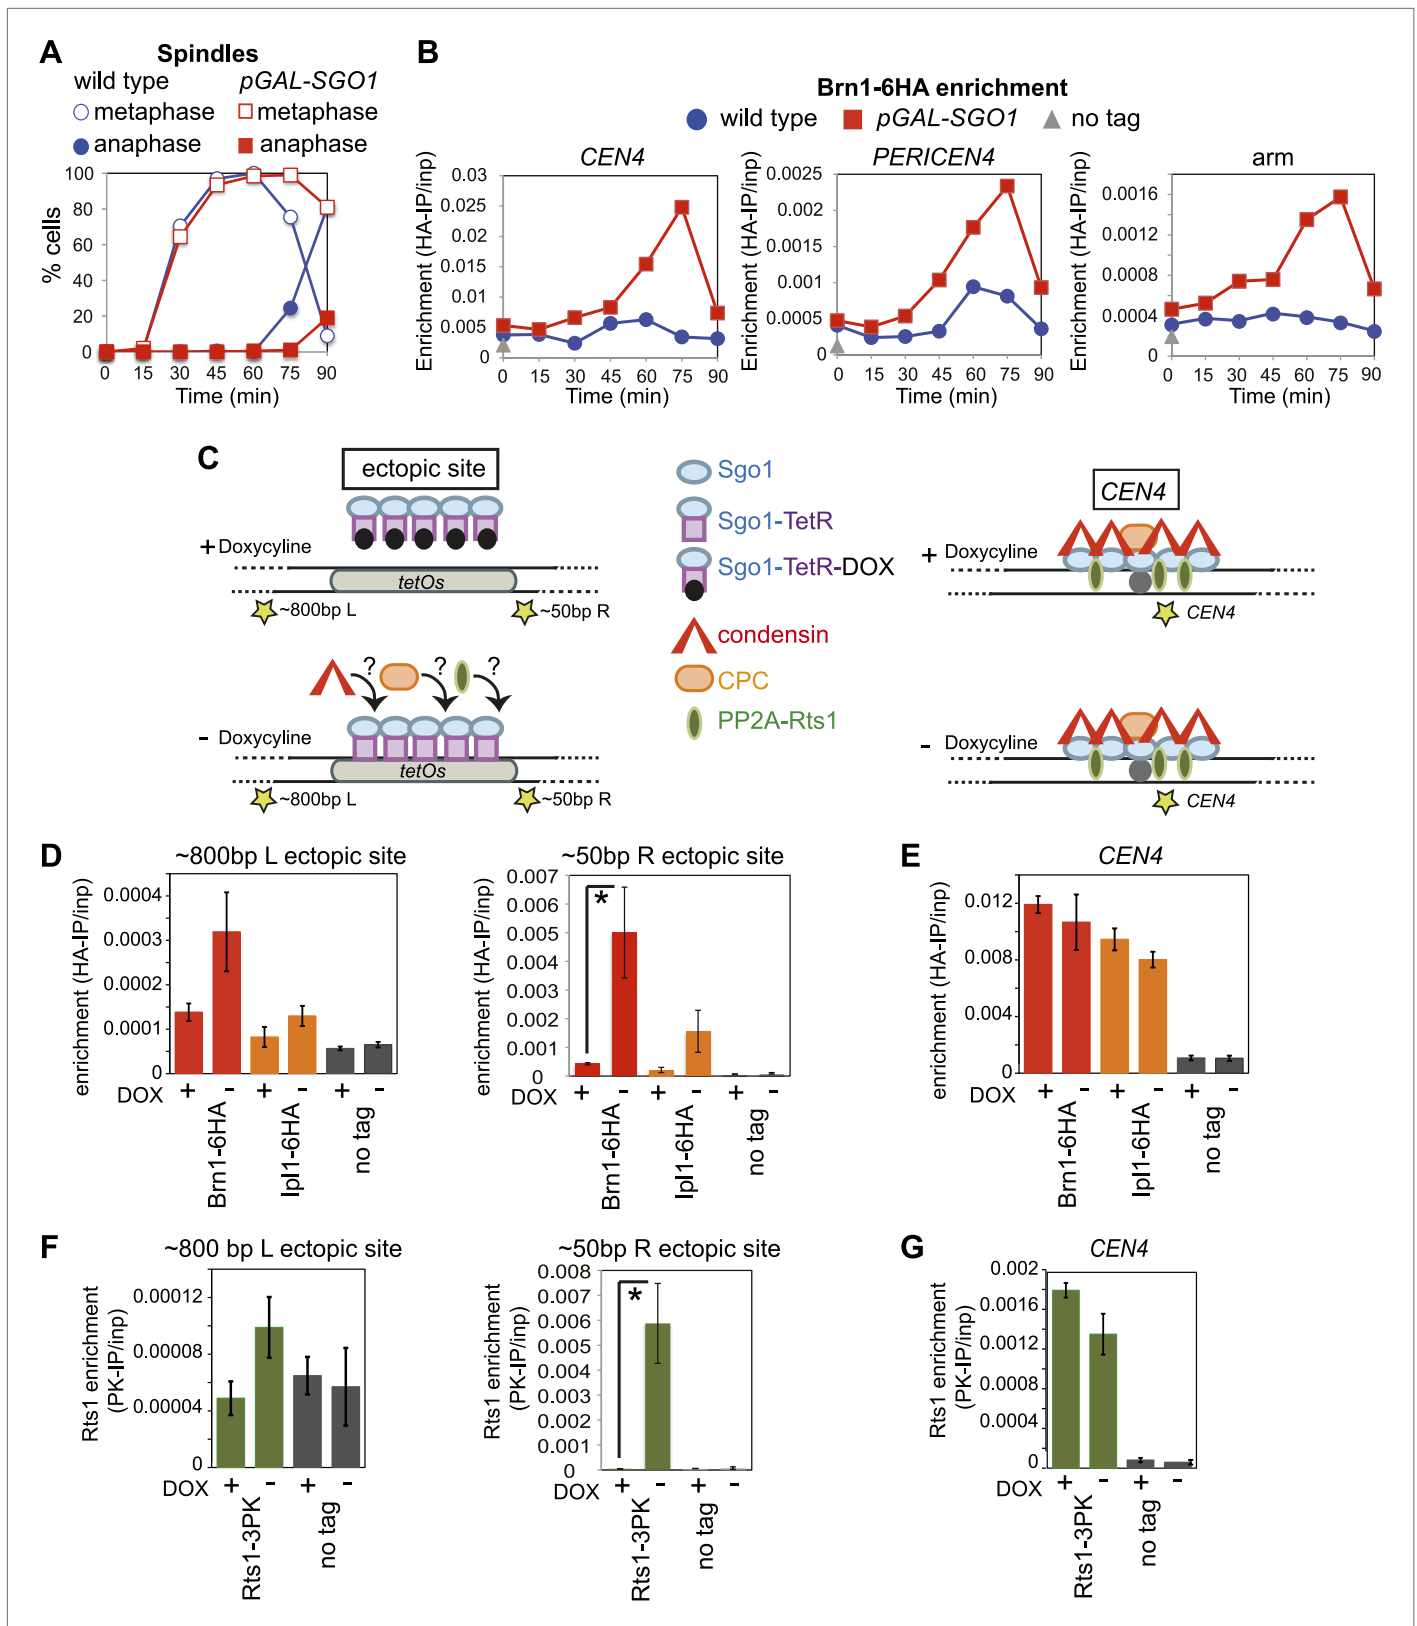 A
Spindles
wild type pGAL-SGO1
metaphase metaphase
anaphase anaphase
% cells
100
80
60
40
20
0
0 15 30 45 60 75 90
Time (min)
B
Brn1-6HA enrichment
wild type pGAL-SGO1 no tag
CEN4
Enrichment (HA-IP/inp)
0.03
0.025
0.02
0.015
0.01
0.005
0
0 15 30 45 60 75 90
Time (min)
PERICEN4
Enrichment (HA-IP/inp)
0.0025
0.002
0.0015
0.001
0.0005
0
0 15 30 45 60 75 90
Time (min)
arm
Enrichment (HA-IP/inp)
0.0016
0.0012
0.0008
0.0004
0
0 15 30 45 60 75 90
Time (min)
C
ectopic site
+ Doxycyline
tetOs
~800bp L ~50bp R
? ? ?
- Doxycyline
tetOs
~800bp L ~50bp R
Sgo1
Sgo1-TetR
Sgo1-TetR-DOX
condensin
CPC
PP2A-Rts1
CEN4
+ Doxycyline
CEN4
- Doxycyline
CEN4
D
~800bp L ectopic site
enrichment (HA-IP/inp)
0.0004
0.0003
0.0002
0.0001
0
DOX + - + - + -
Brn1-6HA Ipl1-6HA no tag
~50bp R ectopic site
enrichment (HA-IP/inp)
0.007
0.006
0.005
0.004
0.003
0.002
0.001
0
*
DOX + - + - + -
Brn1-6HA Ipl1-6HA no tag
E
CEN4
enrichment (HA-IP/inp)
0.012
0.008
0.004
0
DOX + - + - + -
Brn1-6HA Ipl1-6HA no tag
F
~800 bp L ectopic site
Rts1 enrichment
(PK-IP/inp)
0.00012
0.00008
0.00004
0
DOX + - + -
Rts1-3PK no tag
~50bp R ectopic site
Rts1 enrichment
(PK-IP/inp)
0.008
0.007
0.006
0.005
0.004
0.003
0.002
0.001
0
*
DOX + - + -
Rts1-3PK no tag
G
CEN4
Rts1 enrichment
(PK-IP/inp)
0.002
0.0016
0.0012
0.0008
0.0004
0
DOX + - + -
Rts1-3PK no tag